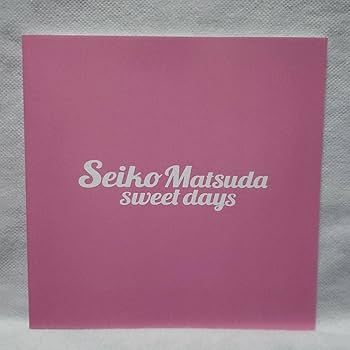 Seiko Matsuda
sweet days